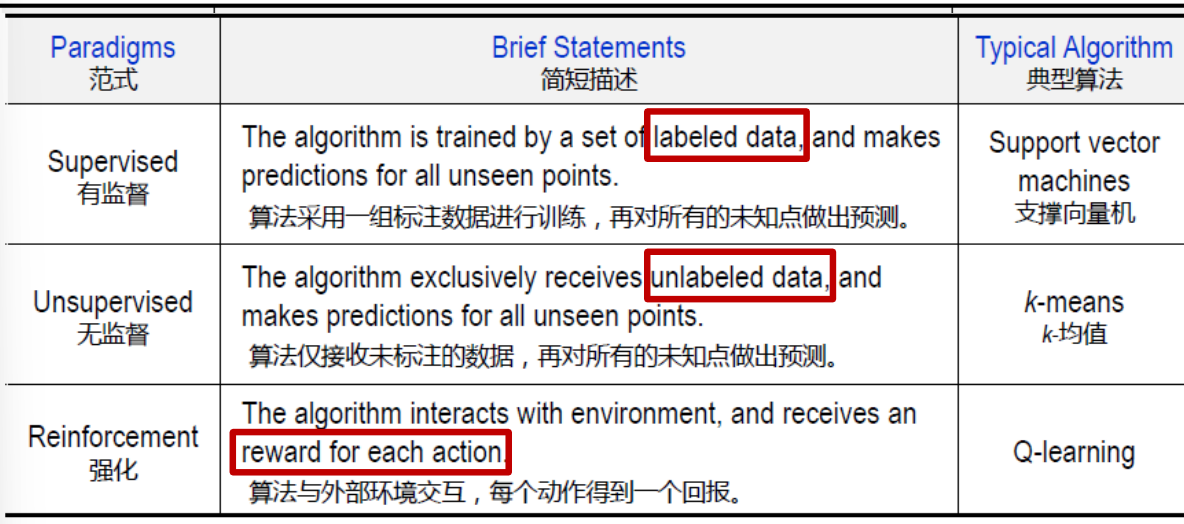 Paradigms
范式
Brief Statements
简短描述
Typical Algorithm
典型算法
Supervised
有监督
The algorithm is trained by a set of labeled data, and makes
predictions for all unseen points.
算法采用一组标注数据进行训练，再对所有的未知点做出预测。
Support vector
machines
支撑向量机
Unsupervised
无监督
The algorithm exclusively receives unlabeled data, and
makes predictions for all unseen points.
算法仅接收未标注的数据，再对所有的未知点做出预测。
k-means
k-均值
Reinforcement
强化
The algorithm interacts with environment, and receives an
reward for each action.
算法与外部环境交互，每个动作得到一个回报。
Q-learning